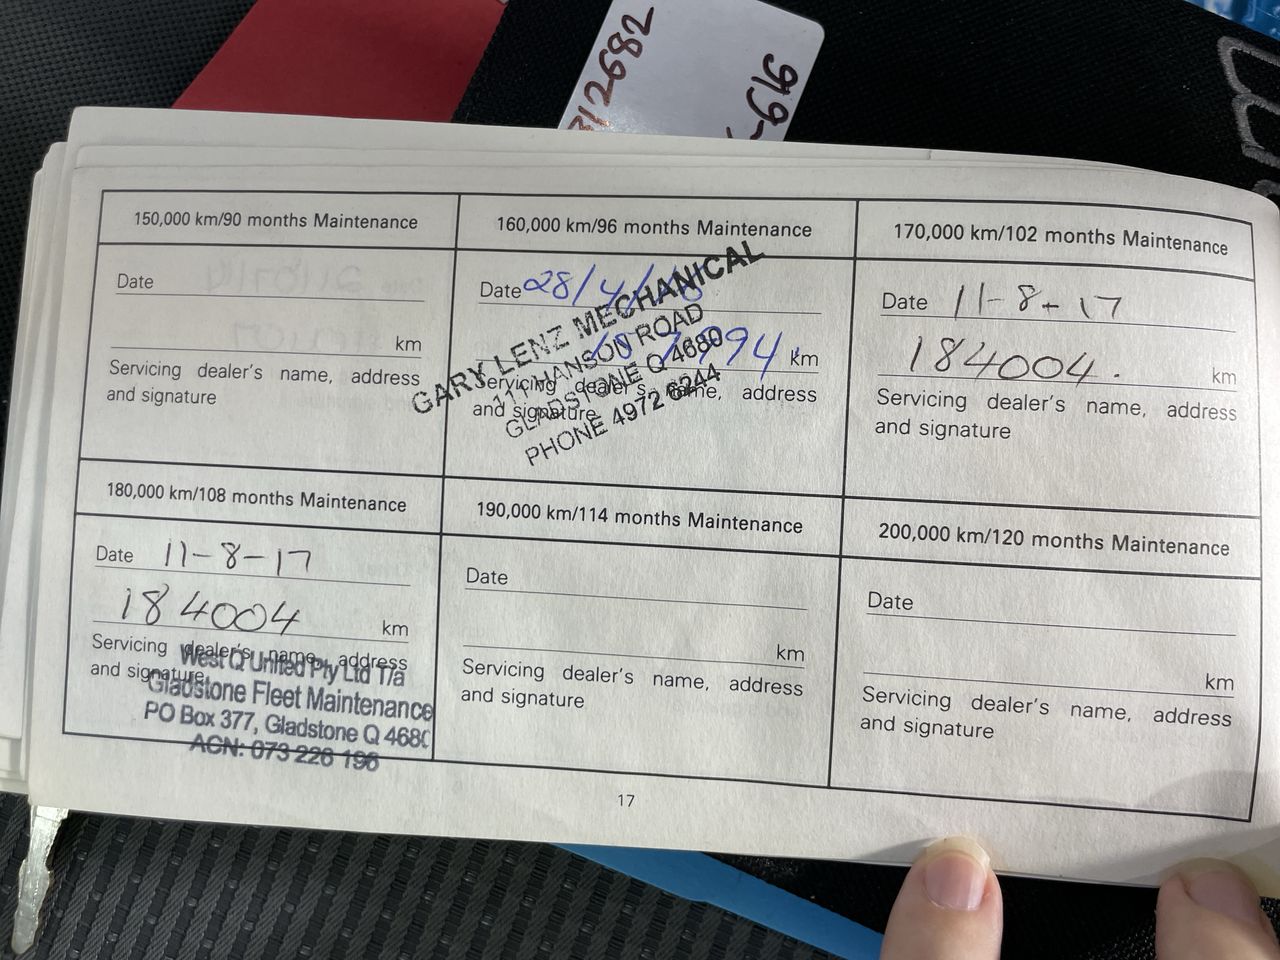 312682
150,000 km/90 months Maintenance
Date
km
Servicing dealer's name, address
and signature
160,000 km/96 months Maintenance
Date 28/4/
994 km
Servicing dealer's name, address
and signature
GARY LENZ MECHANICAL
111 HANSON ROAD
GLADSTONE Q 4680
PHONE 4972 6244
170,000 km/102 months Maintenance
Date 11-8-17
184004. km
Servicing dealer's name, address
and signature
180,000 km/108 months Maintenance
Date 11-8-17
184004 km
Servicing dealer's name, address
and signature
West Q United Pty Ltd T/a
Gladstone Fleet Maintenance
PO Box 377, Gladstone Q 4680
ACN: 073 226 196
190,000 km/114 months Maintenance
Date
km
Servicing dealer's name, address
and signature
200,000 km/120 months Maintenance
Date
km
Servicing dealer's name, address
and signature
17